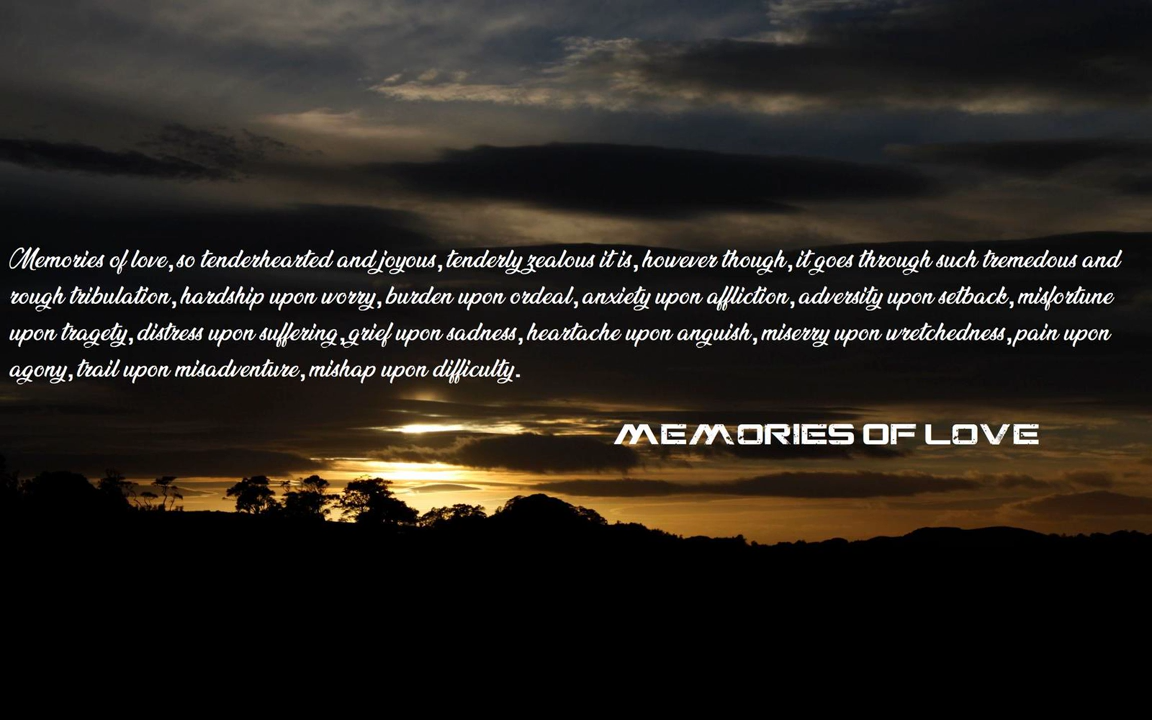 Memories of love, so tenderhearted and joyous, tenderly zealous it is, however though, it goes through such tremedous and
rough tribulation, hardship upon worry, burden upon ordeal, anxiety upon affliction, adversity upon setback, misfortune
upon tragety, distress upon suffering, grief upon sadness, heartache upon anguish, miserry upon wretchedness, pain upon
agony, trail upon misadventure, mishap upon difficulty.
MEMORIES OF LOVE